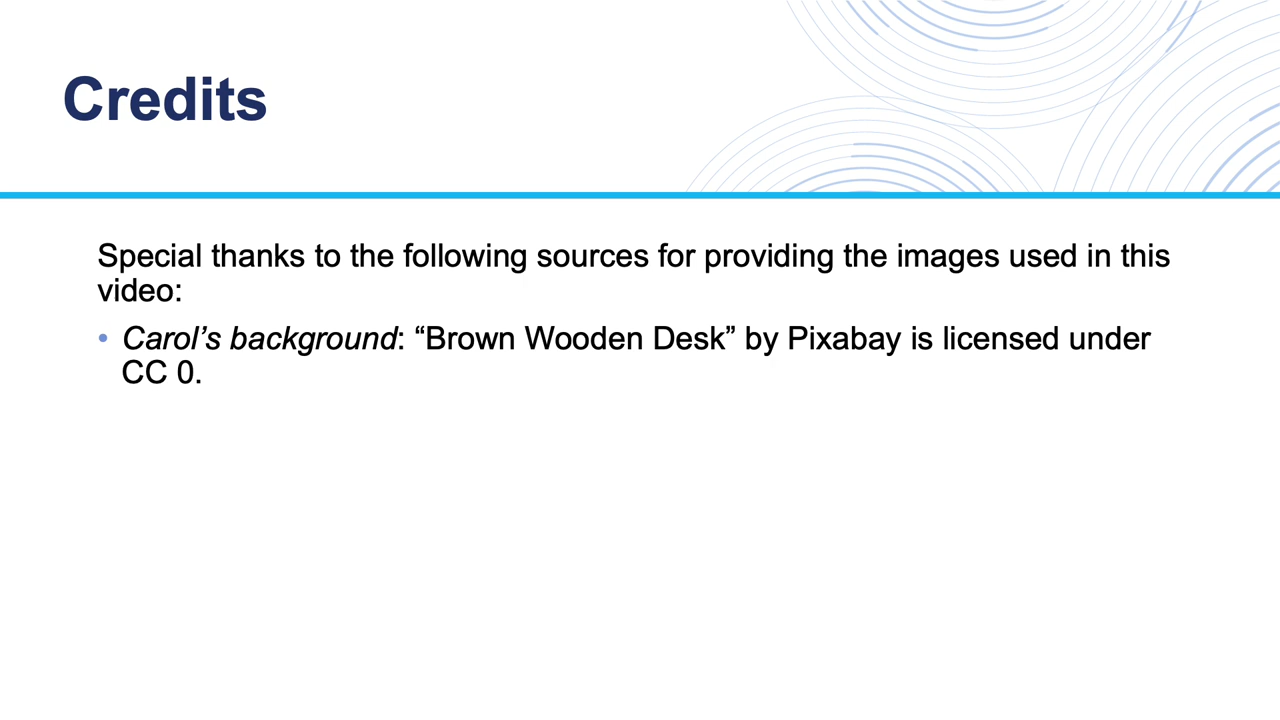 Credits
Special thanks to the following sources for providing the images used in this
video:
• Carol’s background: “Brown Wooden Desk” by Pixabay is licensed under
CC 0.